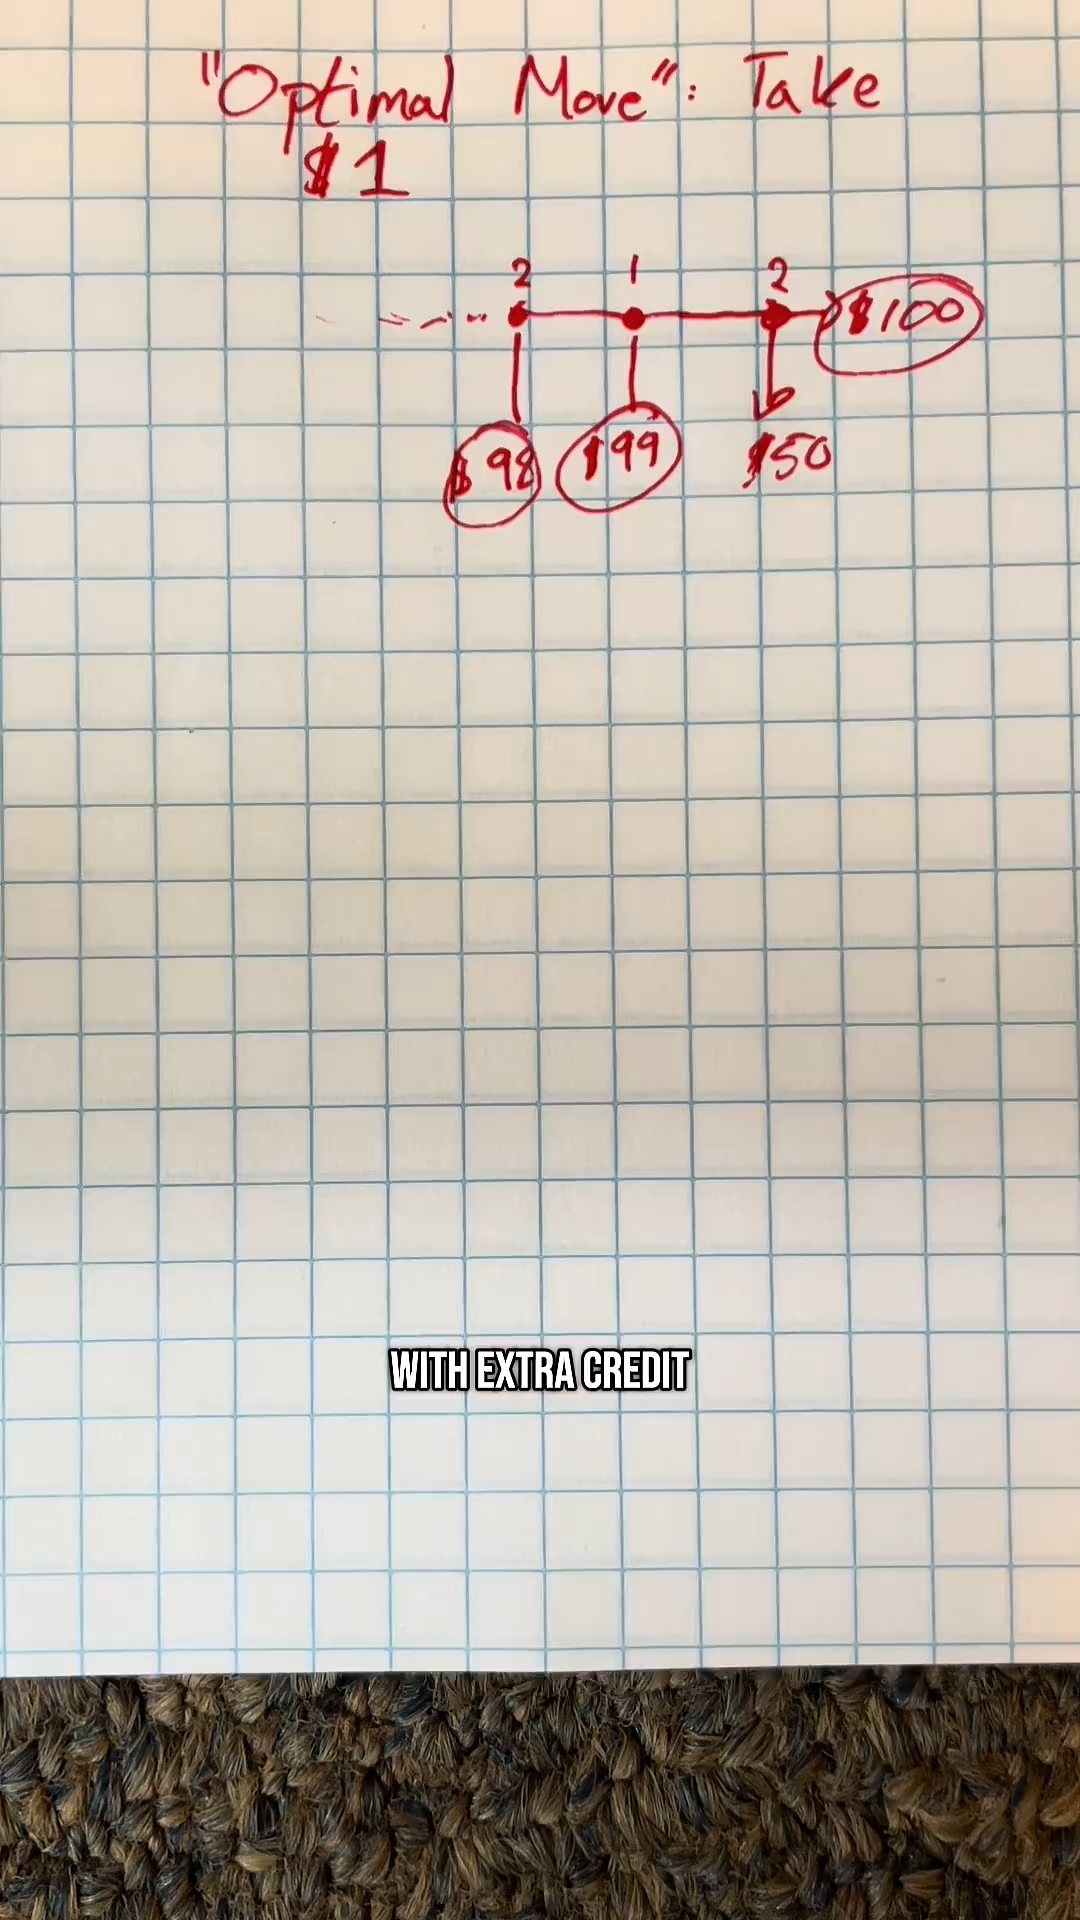 "Optimal Move": Take
$1
2 1 2
$100
$98 $99 $50
WITH EXTRA CREDIT